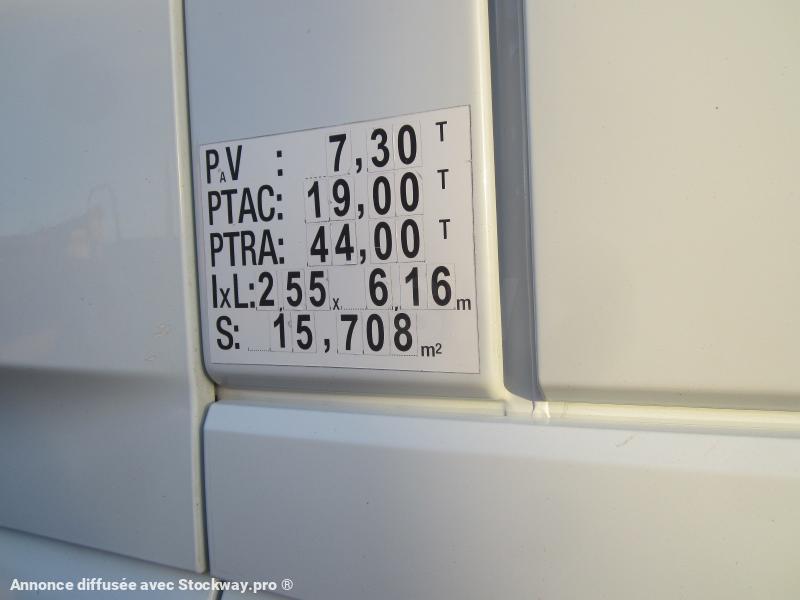 PAV : 7,30 T
PTAC: 19,00 T
PTRA: 44,00 T
IxL: 2,55 x 6,16 m
S: 15,708 m²
Annonce diffusée avec Stockway.pro ®